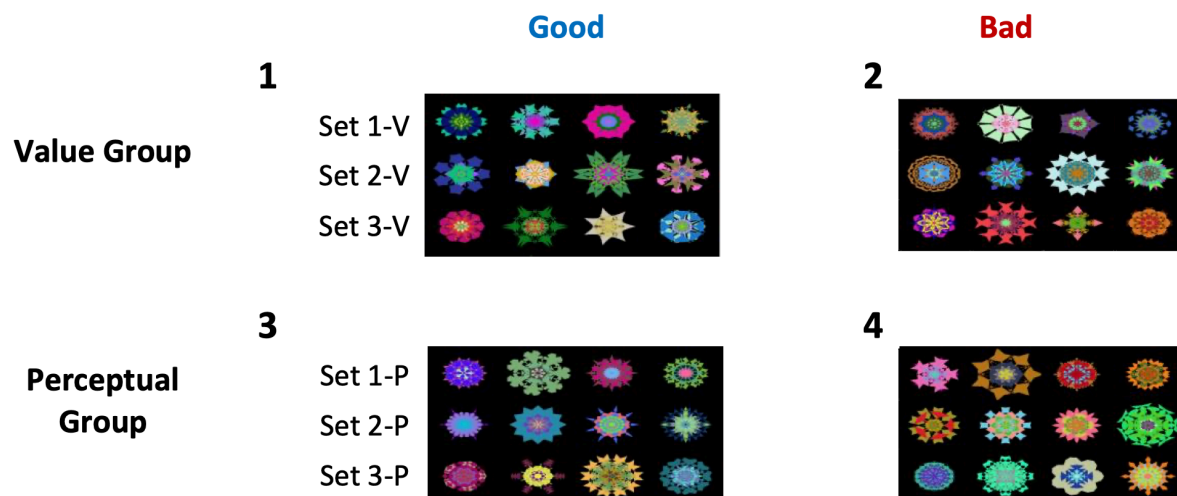 Good
Bad
1
2
Value Group
Set 1-V
Set 2-V
Set 3-V
3
4
Perceptual
Group
Set 1-P
Set 2-P
Set 3-P